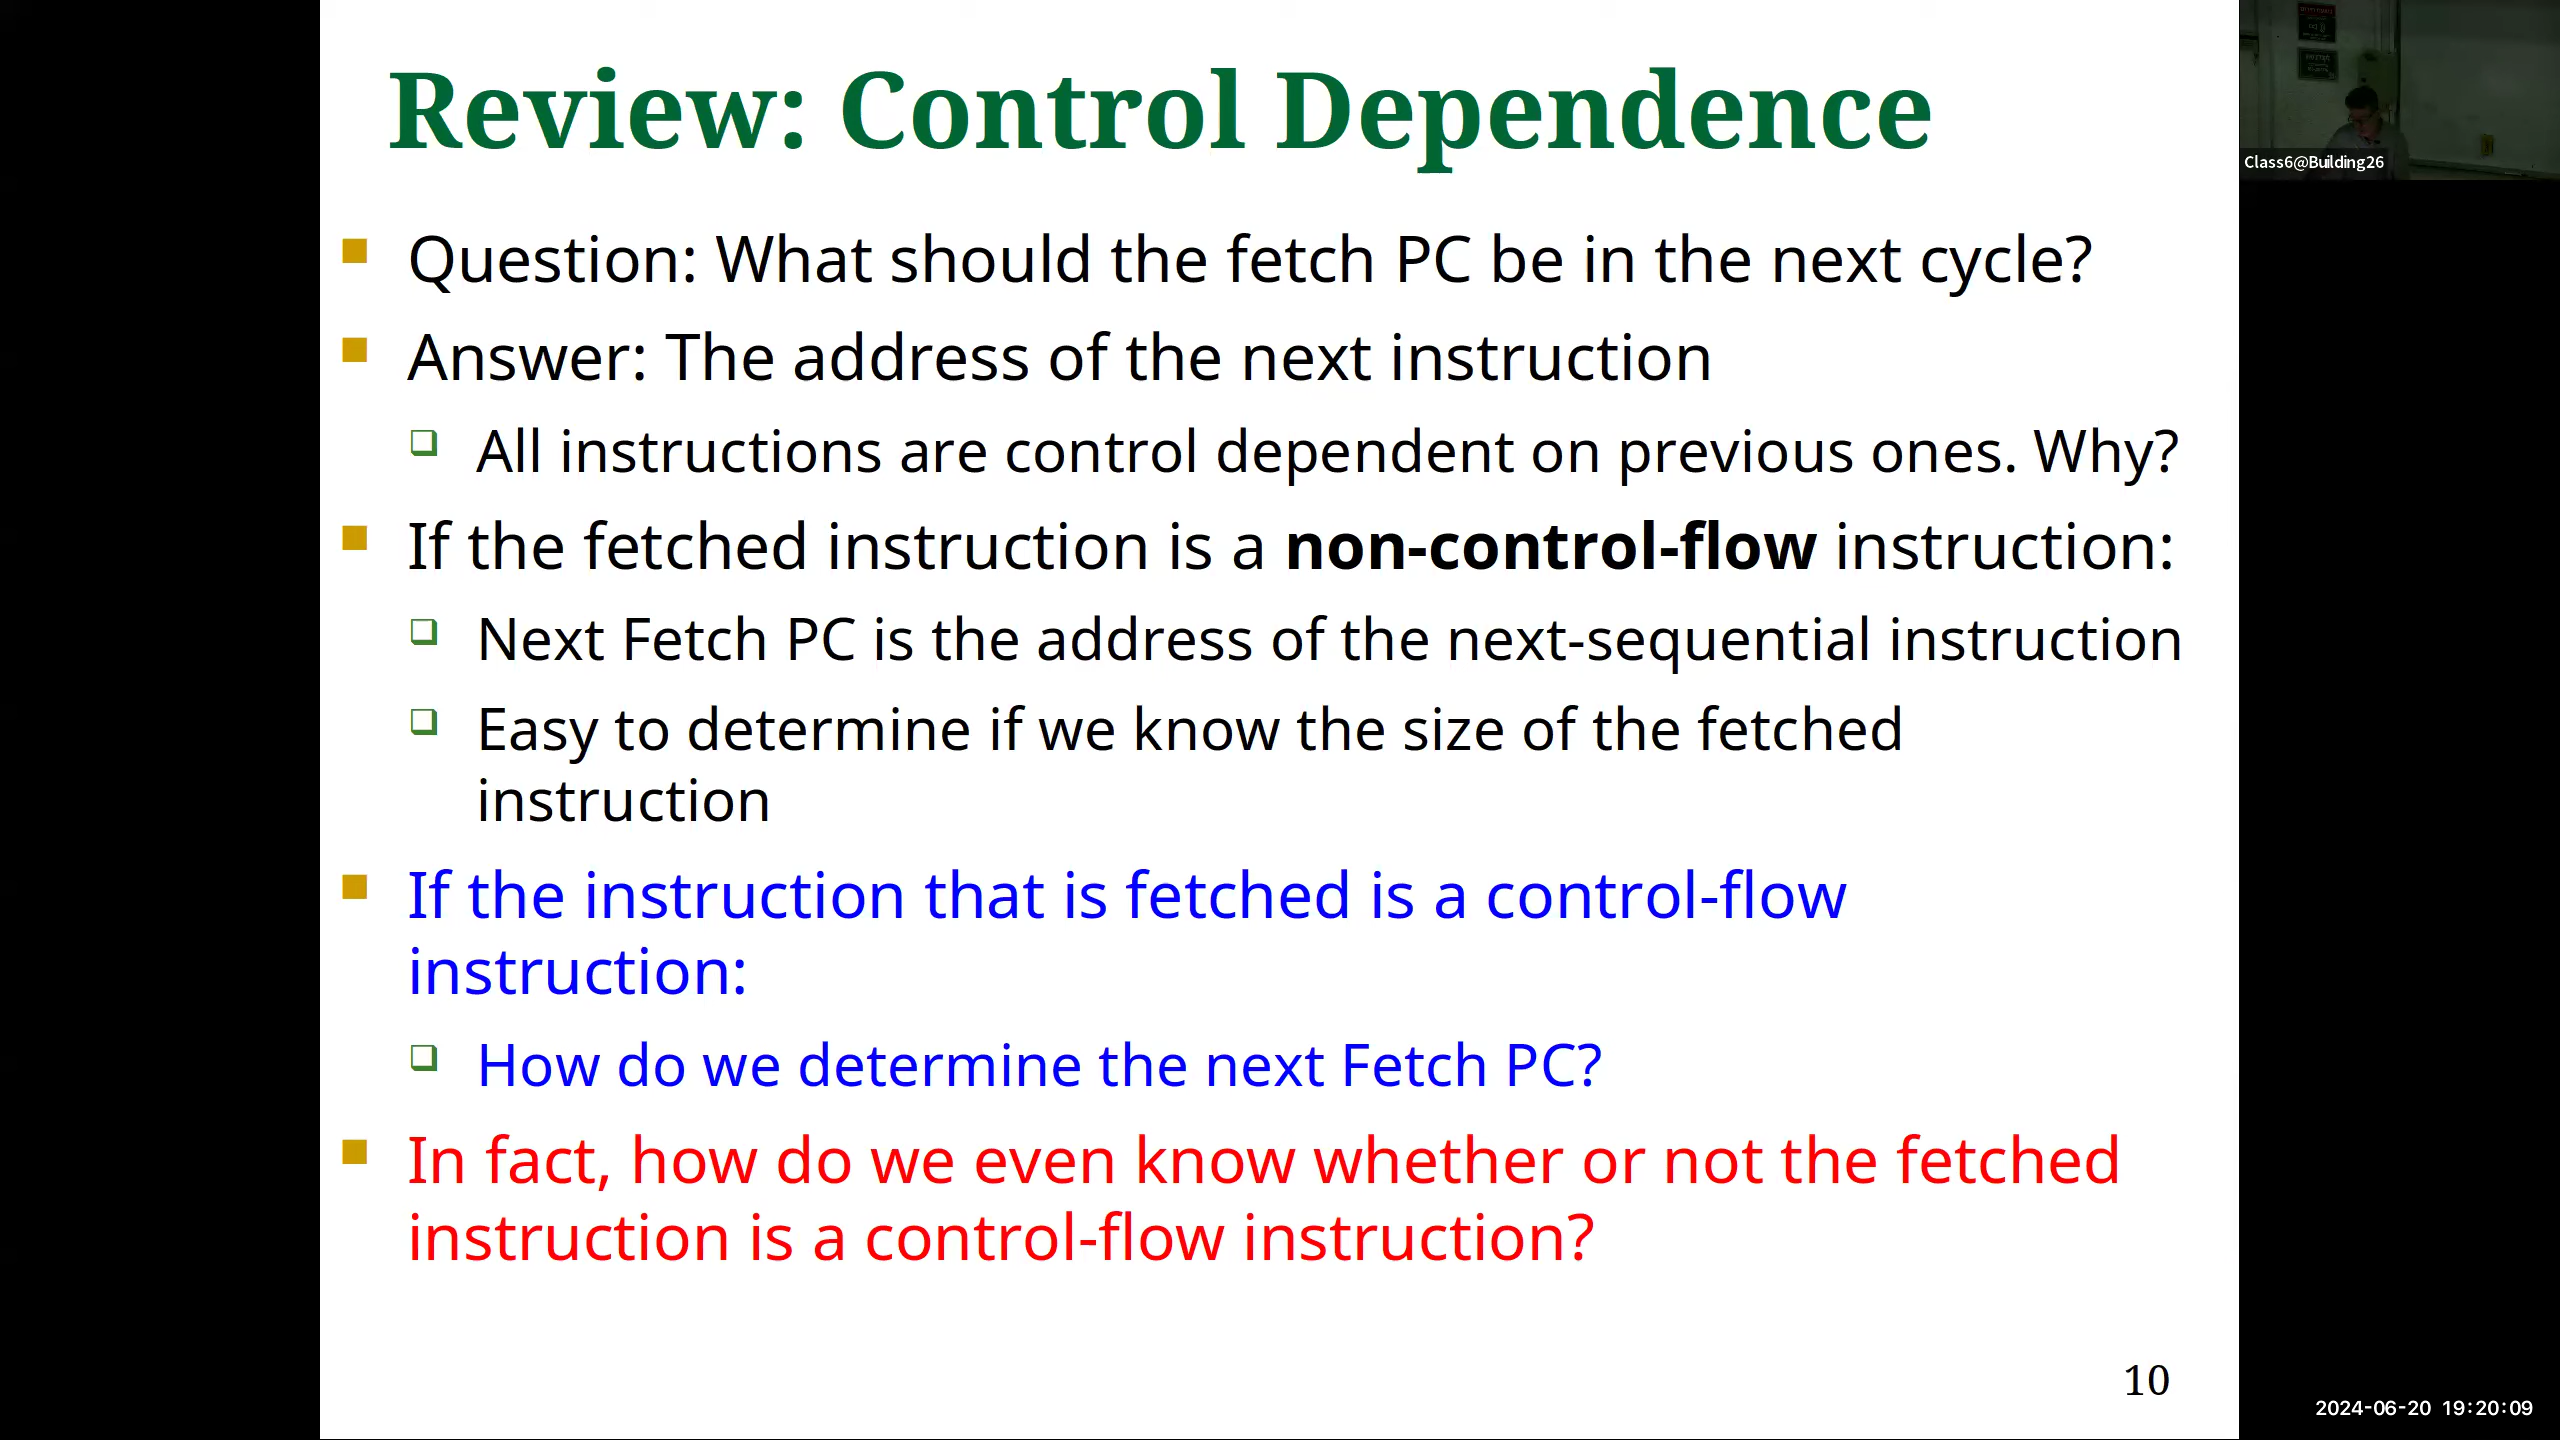 Review: Control Dependence
Question: What should the fetch PC be in the next cycle?
Answer: The address of the next instruction
All instructions are control dependent on previous ones. Why?
If the fetched instruction is a non-control-flow instruction:
Next Fetch PC is the address of the next-sequential instruction
Easy to determine if we know the size of the fetched
instruction
If the instruction that is fetched is a control-flow
instruction:
How do we determine the next Fetch PC?
In fact, how do we even know whether or not the fetched
instruction is a control-flow instruction?
10
Class6@Building26
2024-06-20 19:20:09